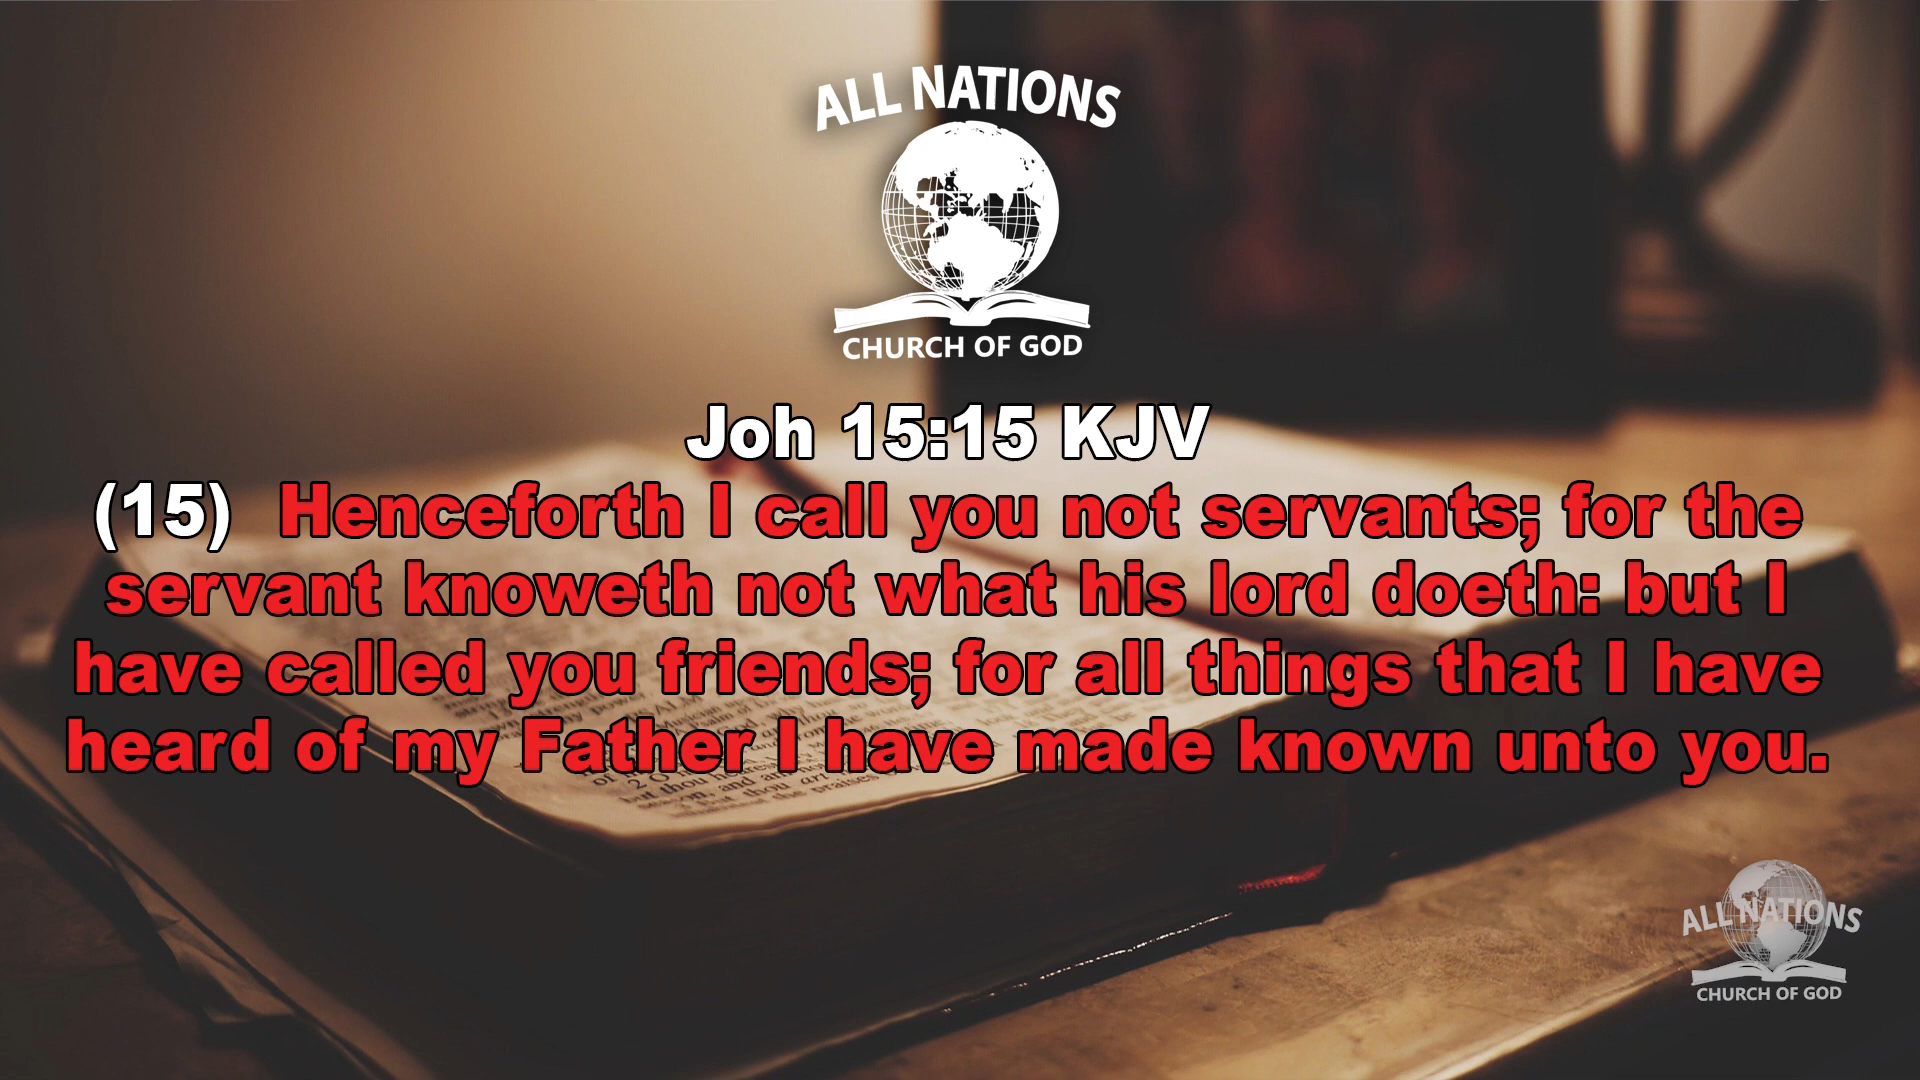 ALL NATIONS
CHURCH OF GOD
Joh 15:15 KJV
(15) Henceforth I call you not servants; for the
servant knoweth not what his lord doeth: but I
have called you friends; for all things that I have
heard of my Father I have made known unto you.
ALL NATIONS
CHURCH OF GOD